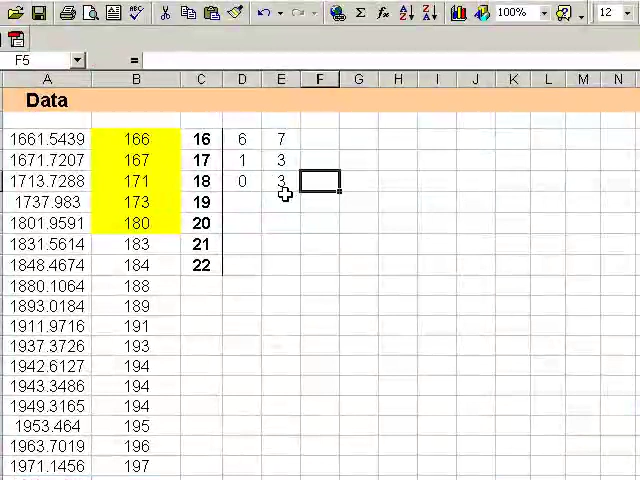 100% 12
F5 =
A B C D E F G H I J K L M N
Data
1661.5439 166 16 6 7
1671.7207 167 17 1 3
1713.7288 171 18 0 3
1737.983 173 19
1801.9591 180 20
1831.5614 183 21
1848.4674 184 22
1880.1064 188
1893.0184 189
1911.9716 191
1937.3726 193
1942.6127 194
1943.3486 194
1949.3165 194
1953.464 195
1963.7019 196
1971.1456 197